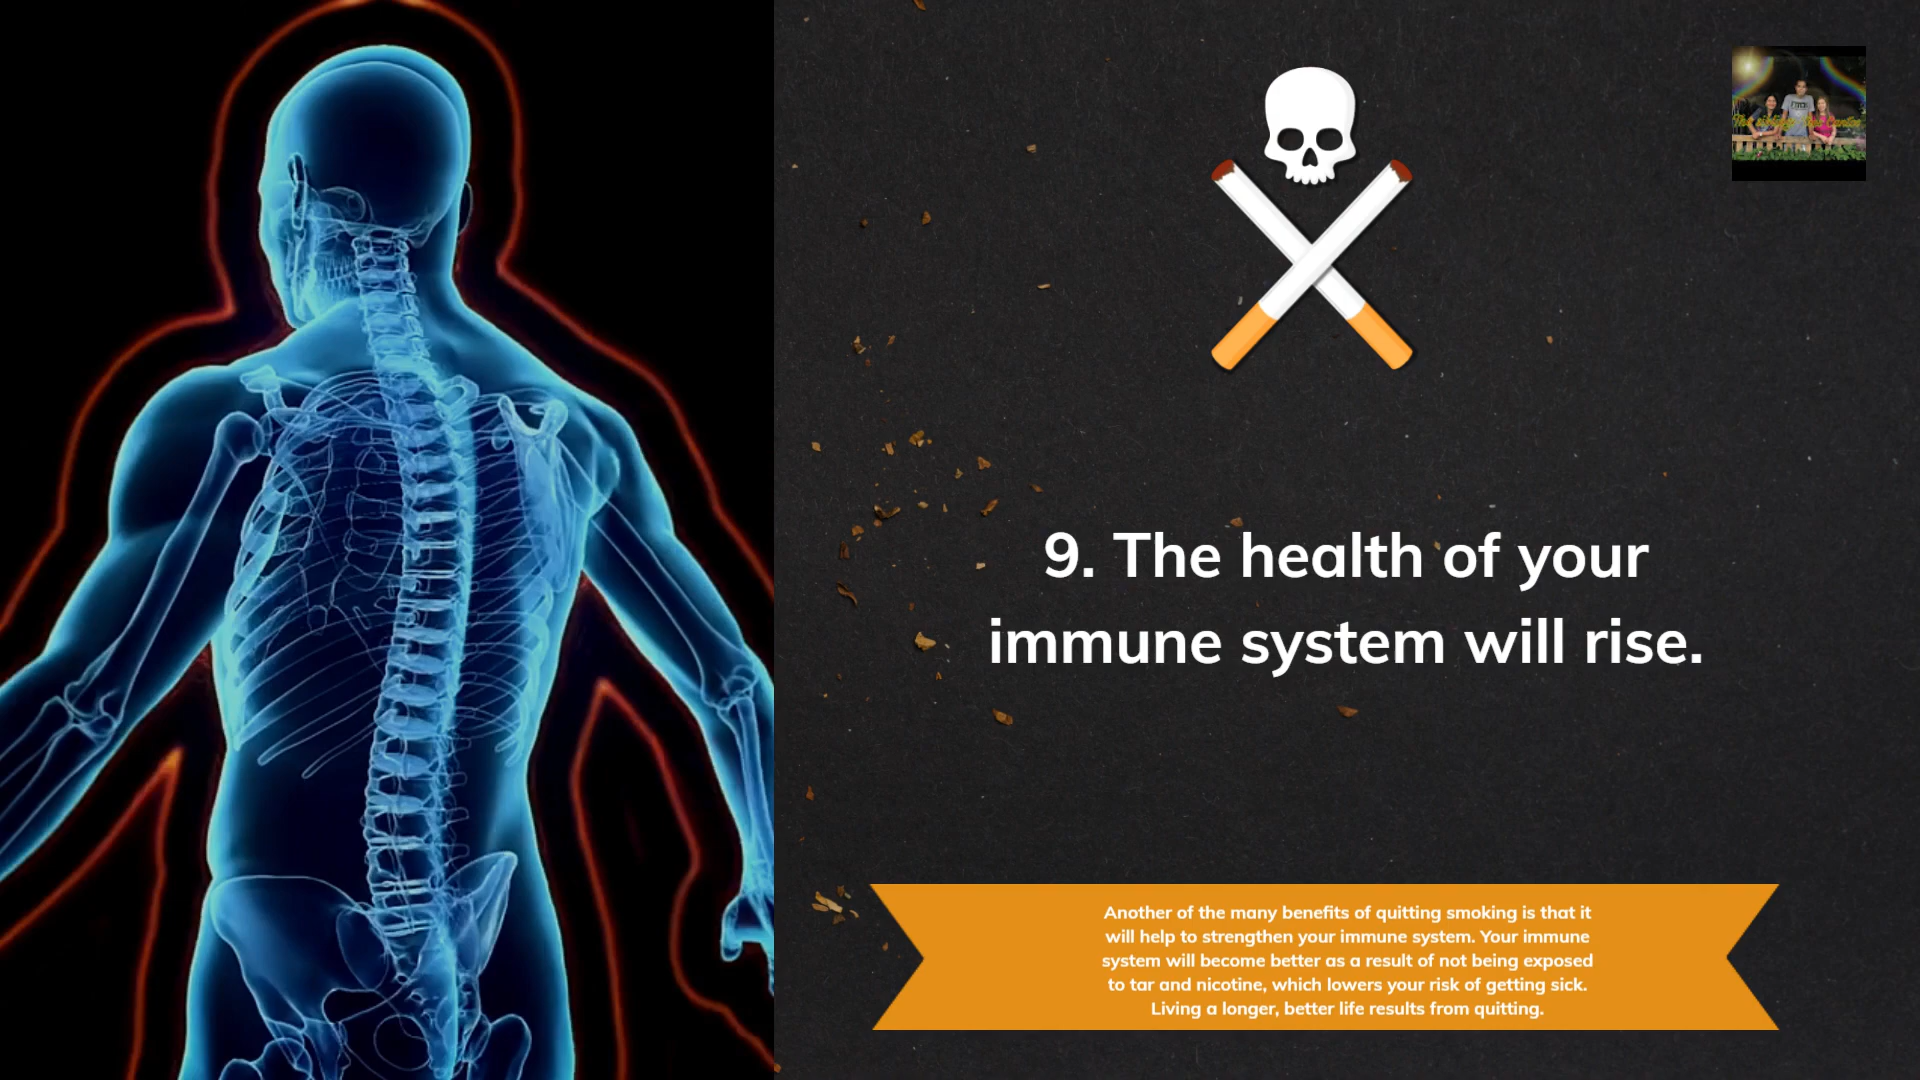 9. The health of your
immune system will rise.
Another of the many benefits of quitting smoking is that it
will help to strengthen your immune system. Your immune
system will become better as a result of not being exposed
to tar and nicotine, which lowers your risk of getting sick.
Living a longer, better life results from quitting.